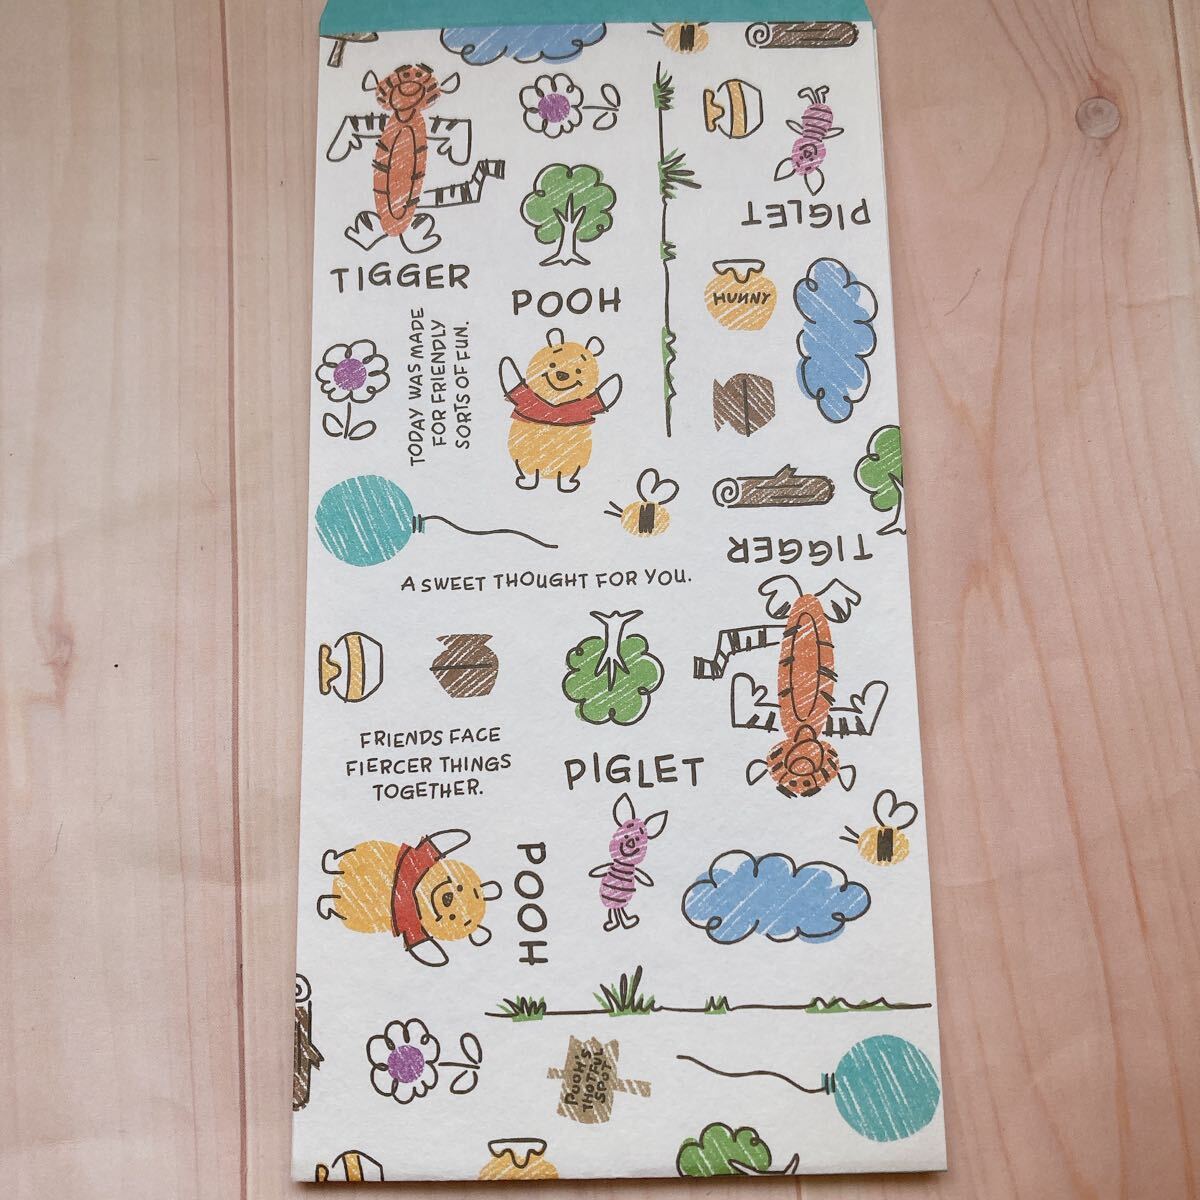 PIGLET
TIGGER
POOH
HUNNY
TODAY WAS MADE
FOR FRIENDLY
SORTS OF FUN.
TIGGER
A SWEET THOUGHT FOR YOU.
FRIENDS FACE
FIERCER THINGS
TOGETHER.
PIGLET
POOH
POOH'S
THOTFUL
SPOT